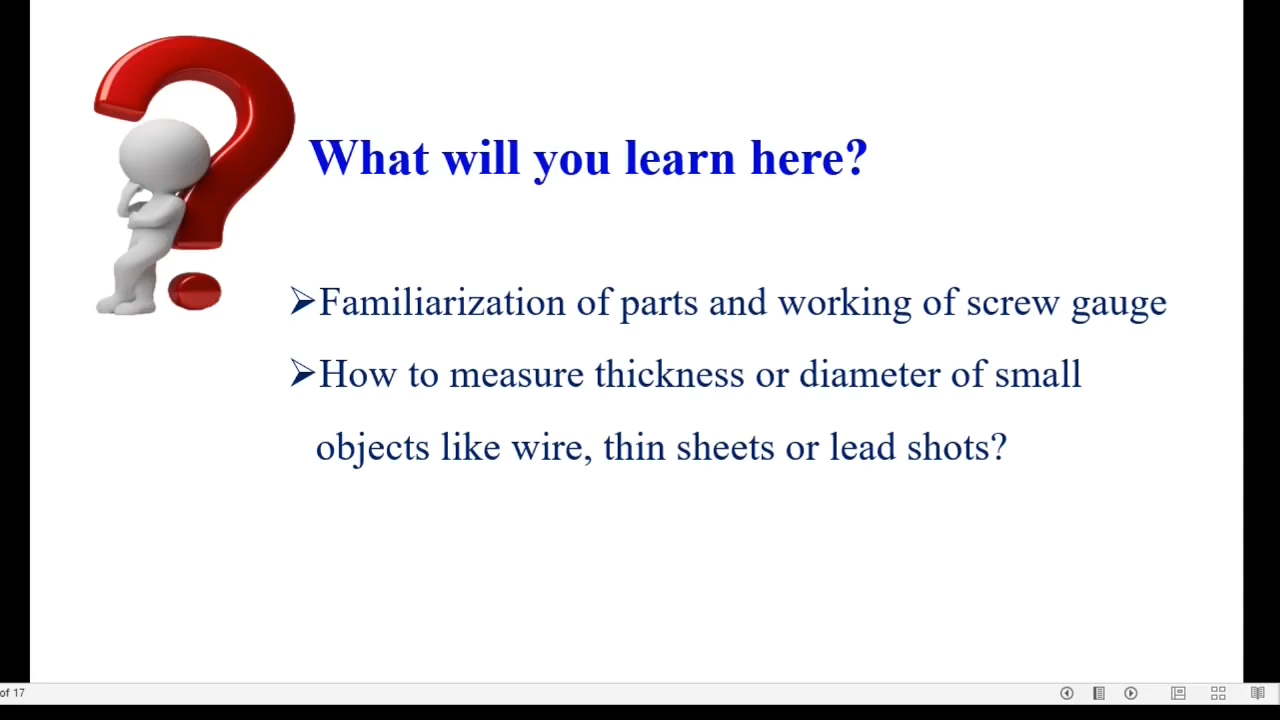 What will you learn here?
➢Familiarization of parts and working of screw gauge
➢How to measure thickness or diameter of small
objects like wire, thin sheets or lead shots?
of 17